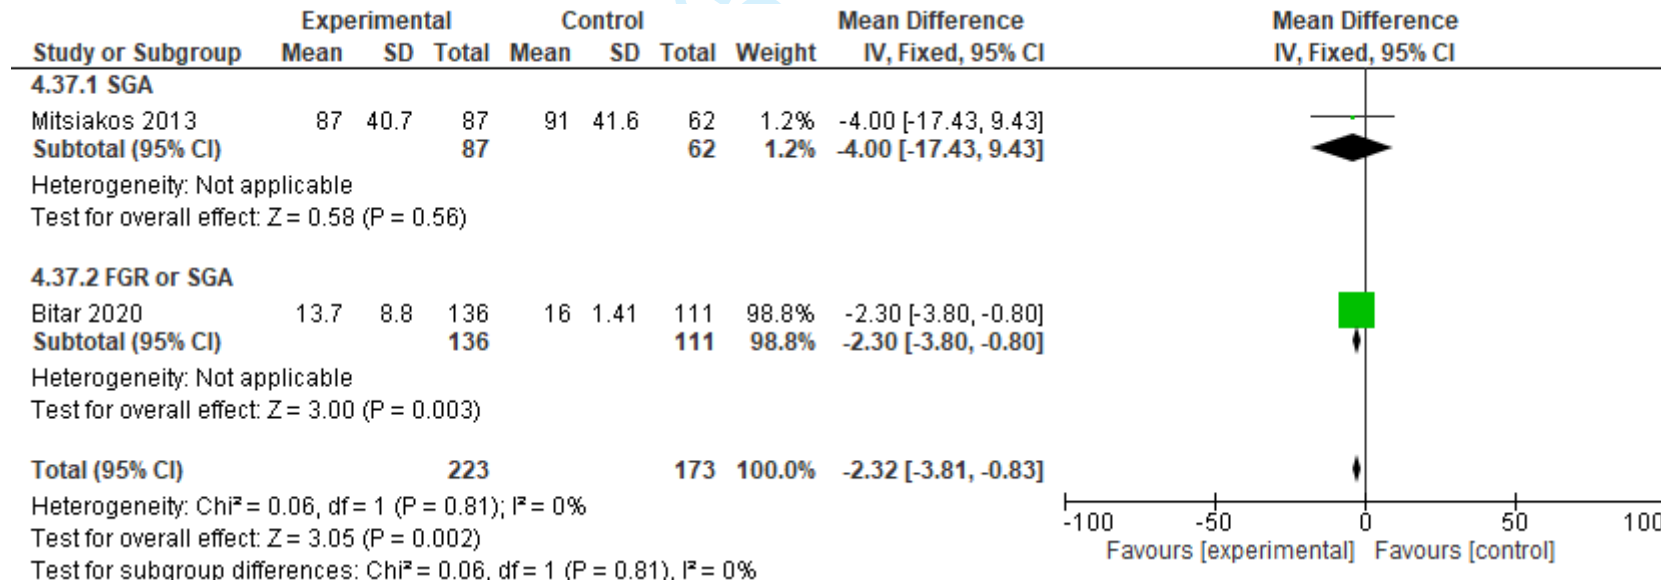 Experimental Control Mean Difference Mean Difference
Study or Subgroup Mean SD Total Mean SD Total Weight IV, Fixed, 95% CI IV, Fixed, 95% CI
4.37.1 SGA
Mitsiakos 2013 87 40.7 87 91 41.6 62 1.2% -4.00 [-17.43, 9.43]
Subtotal (95% CI) 87 62 1.2% -4.00 [-17.43, 9.43]
Heterogeneity: Not applicable
Test for overall effect: Z = 0.58 (P = 0.56)
4.37.2 FGR or SGA
Bitar 2020 13.7 8.8 136 16 1.41 111 98.8% -2.30 [-3.80, -0.80]
Subtotal (95% CI) 136 111 98.8% -2.30 [-3.80, -0.80]
Heterogeneity: Not applicable
Test for overall effect: Z = 3.00 (P = 0.003)
Total (95% CI) 223 173 100.0% -2.32 [-3.81, -0.83]
Heterogeneity: Chi² = 0.06, df = 1 (P = 0.81); I² = 0%
Test for overall effect: Z = 3.05 (P = 0.002)
Test for subgroup differences: Chi² = 0.06, df = 1 (P = 0.81), I² = 0%
-100 -50 0 50 100
Favours [experimental] Favours [control]